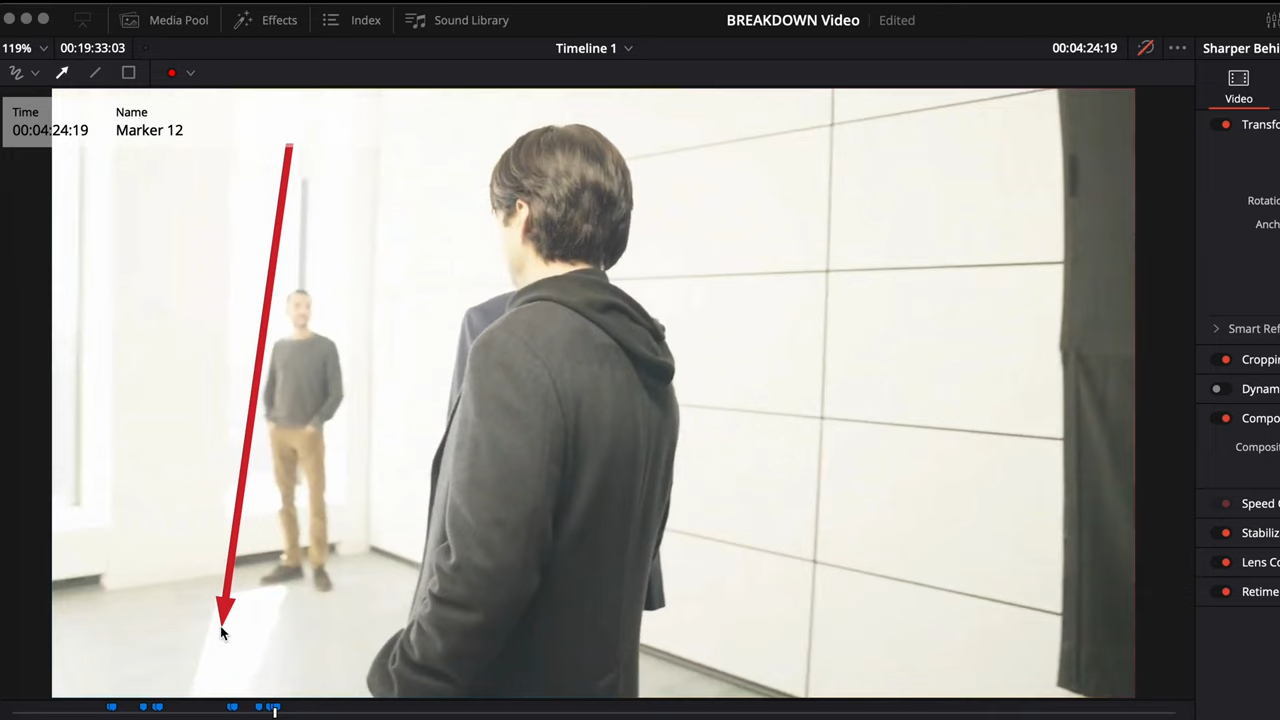 Media Pool
Effects
Index
Sound Library
BREAKDOWN Video
Edited
119%
00:19:33:03
Timeline 1
00:04:24:19
Sharper Behi
Video
Time
Name
00:04:24:19
Marker 12
Transfo
Rotatio
Anch
Smart Ref
Croppin
Dynam
Compo
Composit
Speed C
Stabiliz
Lens Co
Retime